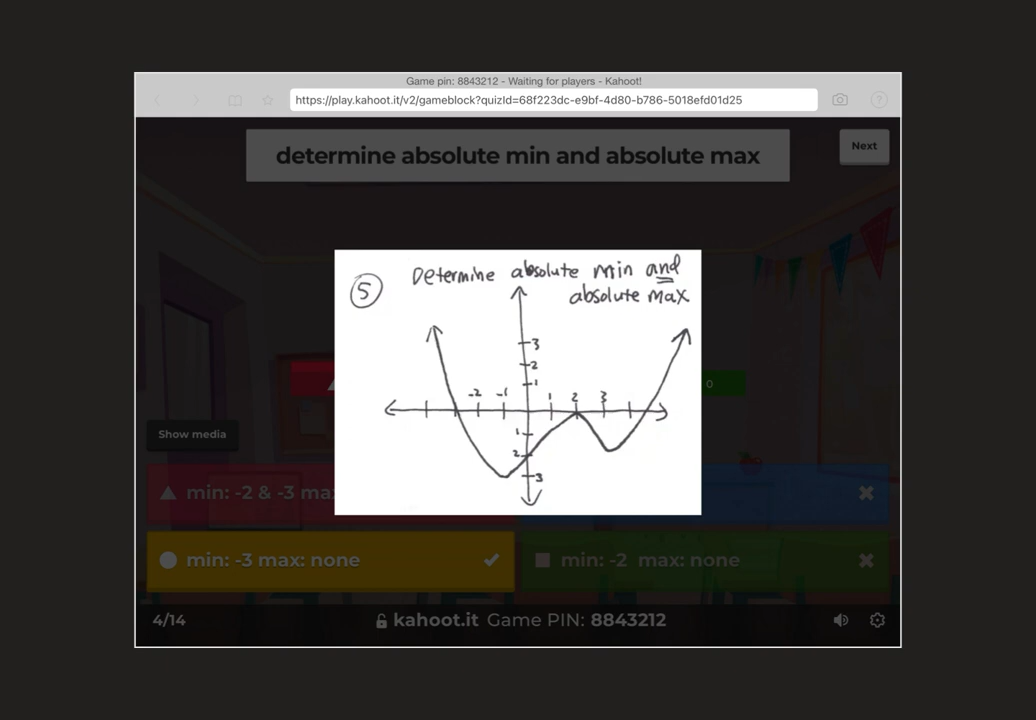 Game pin: 8843212 - Waiting for players - Kahoot!
https://play.kahoot.it/v2/gameblock?quizId=68f223dc-e9bf-4d80-b786-5018efd01d25
determine absolute min and absolute max
Next
5 Determine absolute min and
absolute max
3
2
1
-2 -1 1 2 3
1
2
3
0
Show media
min: -2 & -3 ma
min: -3 max: none
min: -2 max: none
4/14
kahoot.it Game PIN: 8843212